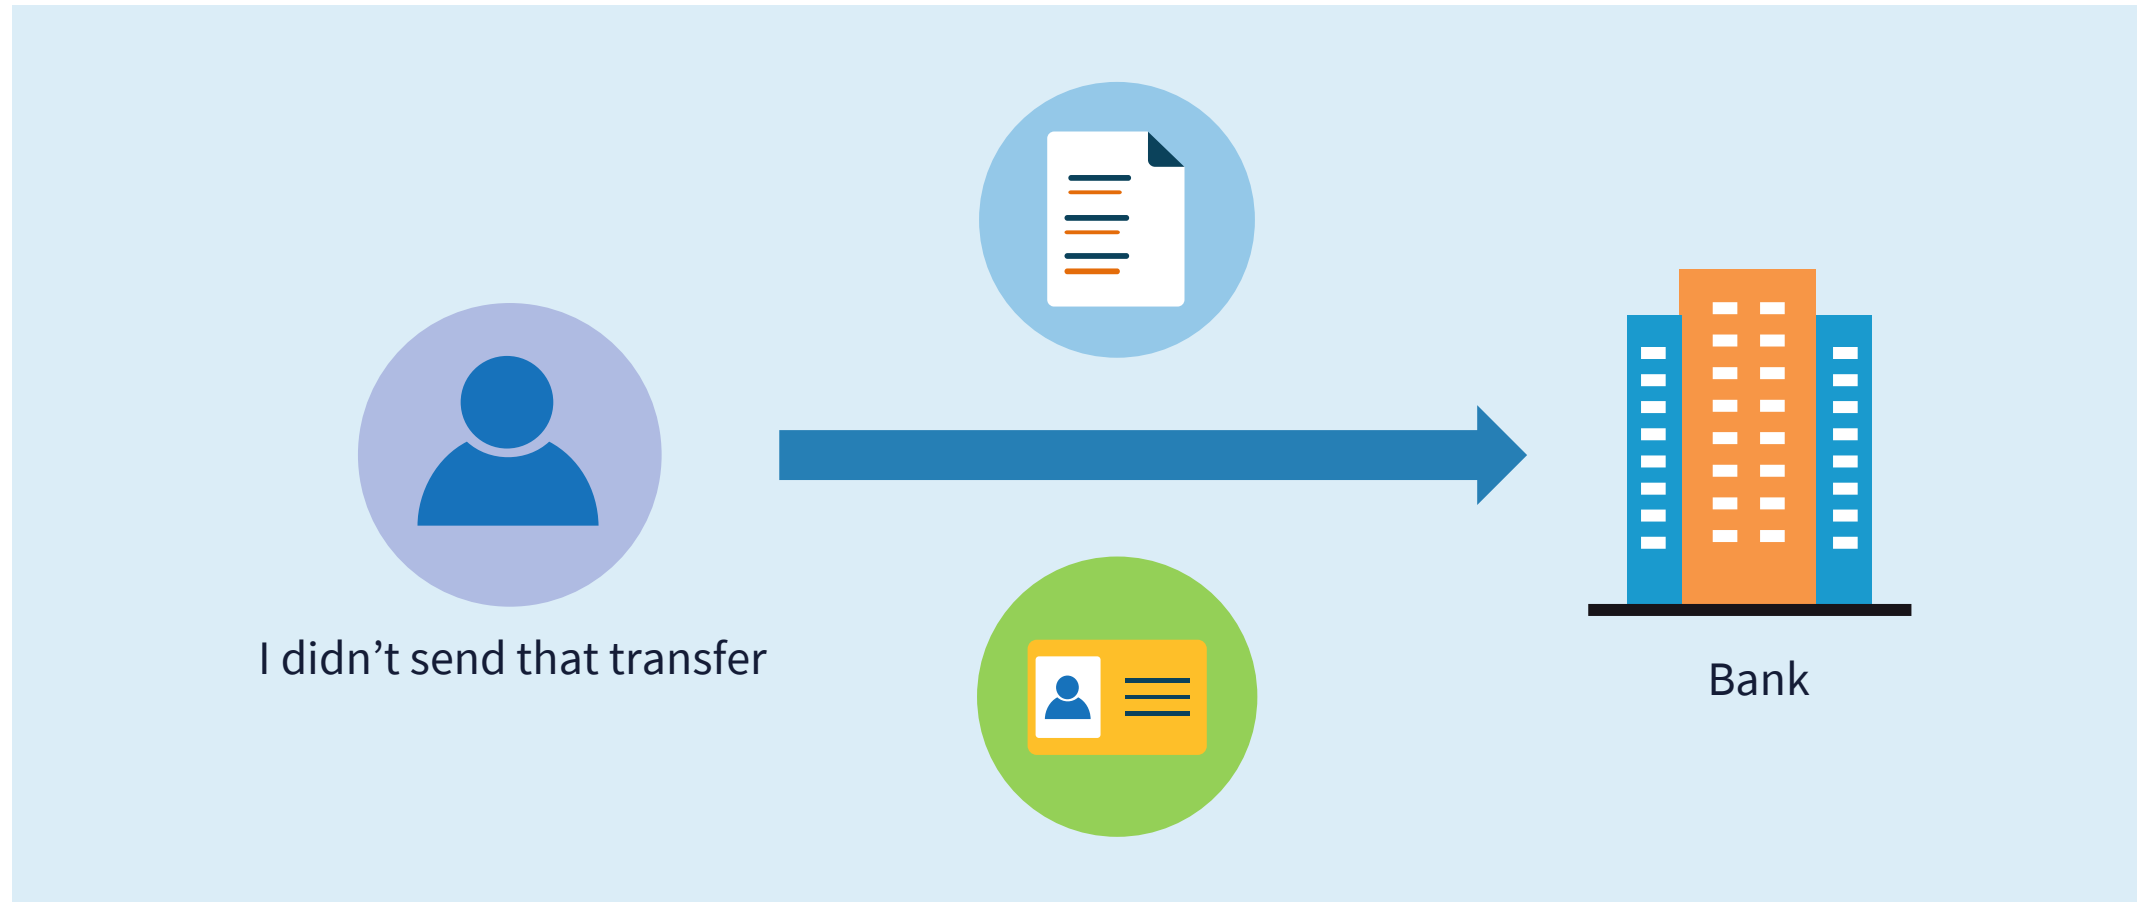 I didn’t send that transfer
Bank